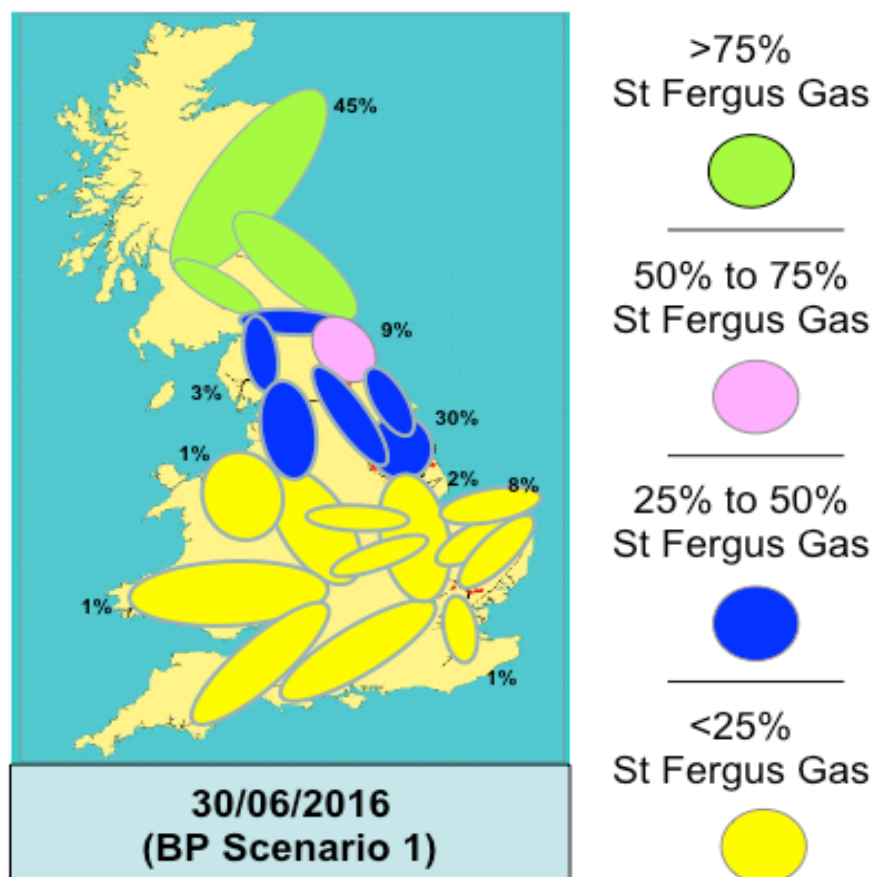 45%
9%
3%
30%
1%
2%
8%
1%
1%
30/06/2016
(BP Scenario 1)
>75%
St Fergus Gas
50% to 75%
St Fergus Gas
25% to 50%
St Fergus Gas
<25%
St Fergus Gas